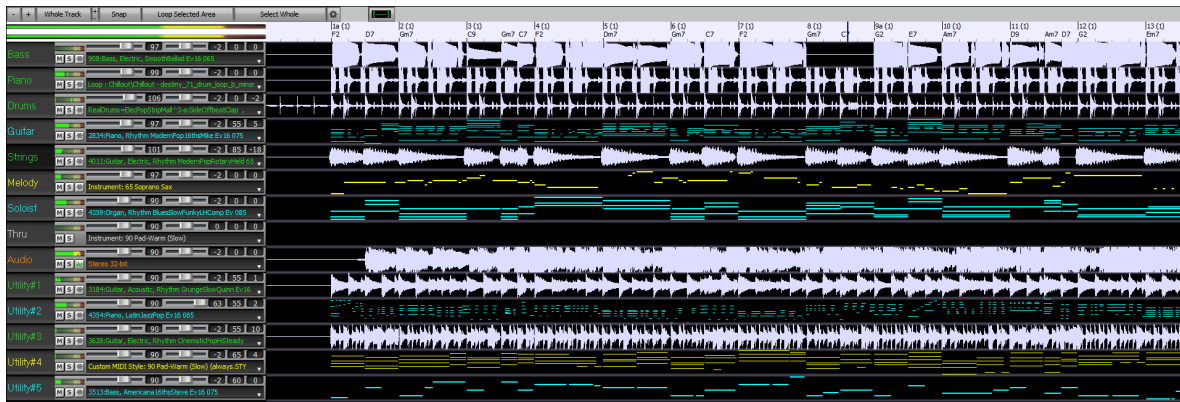 - + Whole Track + - Snap Loop Selected Area Select Whole
1a (1) 2 (1) 3 (1) 4 (1) 5 (1) 6 (1) 7 (1) 8 (1) 9a (1) 10 (1) 11 (1) 12 (1) 13 (1)
F2 D7 Gm7 C9 Gm7 C7 F2 Dm7 Gm7 C7 F2 Gm7 C7 G2 E7 Am7 D9 Am7 D7 G2 Em7
Bass 97 -2 0 0
M S 908:Bass, Electric, SmoothBallad Ev16 065
Piano 99 -2 0 0
M S Loop : Chillout\Chillout - destiny_71_drum_loop_b_minor
Drums 106 -2 0 -2
M S RealDrums=ElecPopStripMall^3-a:SideOffbeatClap
Guitar 97 -2 55 5
M S 2834:Piano, Rhythm ModernPop16thsMike Ev16 075
Strings 101 -2 85 -18
M S 4011:Guitar, Electric, Rhythm ModernPopRotaryHeld 65
Melody 97 -2 0 0
M S Instrument: 65 Soprano Sax
Soloist 90 -2 0 0
M S 4359:Organ, Rhythm BluesSlowFunkyLHComp Ev 085
Thru 90 0 0 0
M S Instrument: 90 Pad-Warm (Slow)
Audio 90 -2 0 0
M S Stereo 32-bit
Utility#1 90 -2 55 1
M S 3184:Guitar, Acoustic, Rhythm GrungeSlowQuinn Ev16
Utility#2 90 63 55 2
M S 4354:Piano, LatinJazzPop Ev16 085
Utility#3 90 -2 55 10
M S 3628:Guitar, Electric, Rhythm CinematicPopHiSteady
Utility#4 90 -2 65 4
M S Custom MIDI Style: 90 Pad-Warm (Slow) (always.STY
Utility#5 90 -2 60 0
M S 3513:Bass, Americana16thsSteve Ev16 075